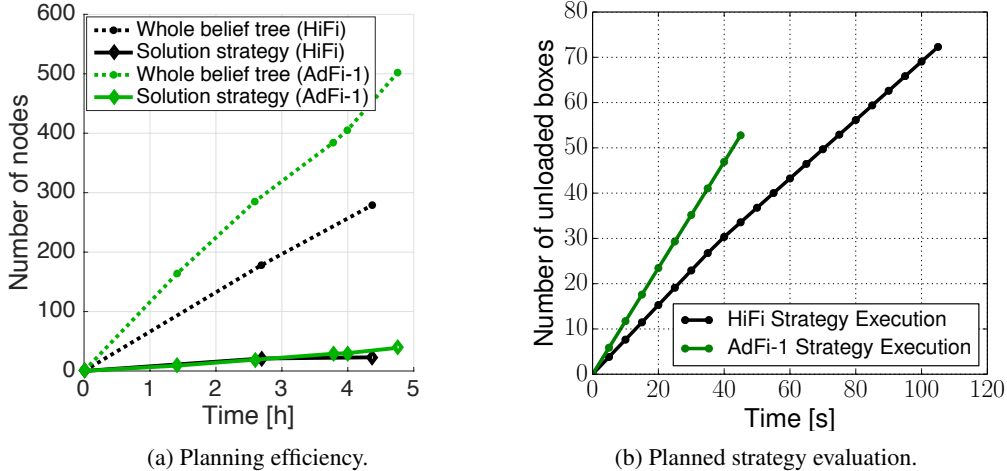 600
500
400
300
200
100
0
0
1
2
3
4
5
Number of nodes
Time [h]
Whole belief tree (HiFi)
Solution strategy (HiFi)
Whole belief tree (AdFi-1)
Solution strategy (AdFi-1)
(a) Planning efficiency.
80
70
60
50
40
30
20
10
0
0
20
40
60
80
100
120
Number of unloaded boxes
Time [s]
HiFi Strategy Execution
AdFi-1 Strategy Execution
(b) Planned strategy evaluation.